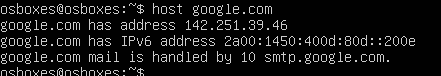 osboxes@osboxes:~$ host google.com
google.com has address 142.251.39.46
google.com has IPv6 address 2a00:1450:400d:80d::200e
google.com mail is handled by 10 smtp.google.com.
osboxes@osboxes:~$